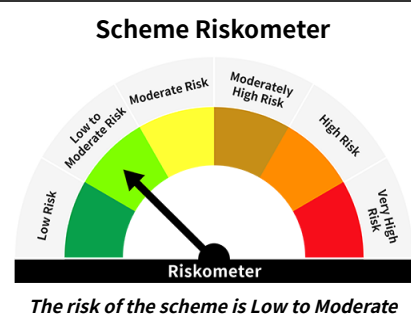 Scheme Riskometer
Low Risk
Low to
Moderate Risk
Moderate Risk
Moderately
High Risk
High Risk
Very High
Risk
Riskometer
The risk of the scheme is Low to Moderate